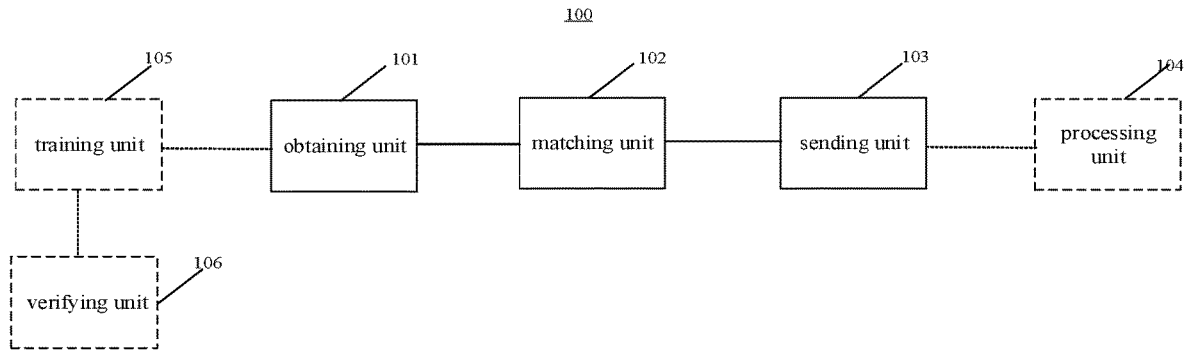 100
105
101
102
103
104
training unit
obtaining unit
matching unit
sending unit
processing
unit
106
verifying unit